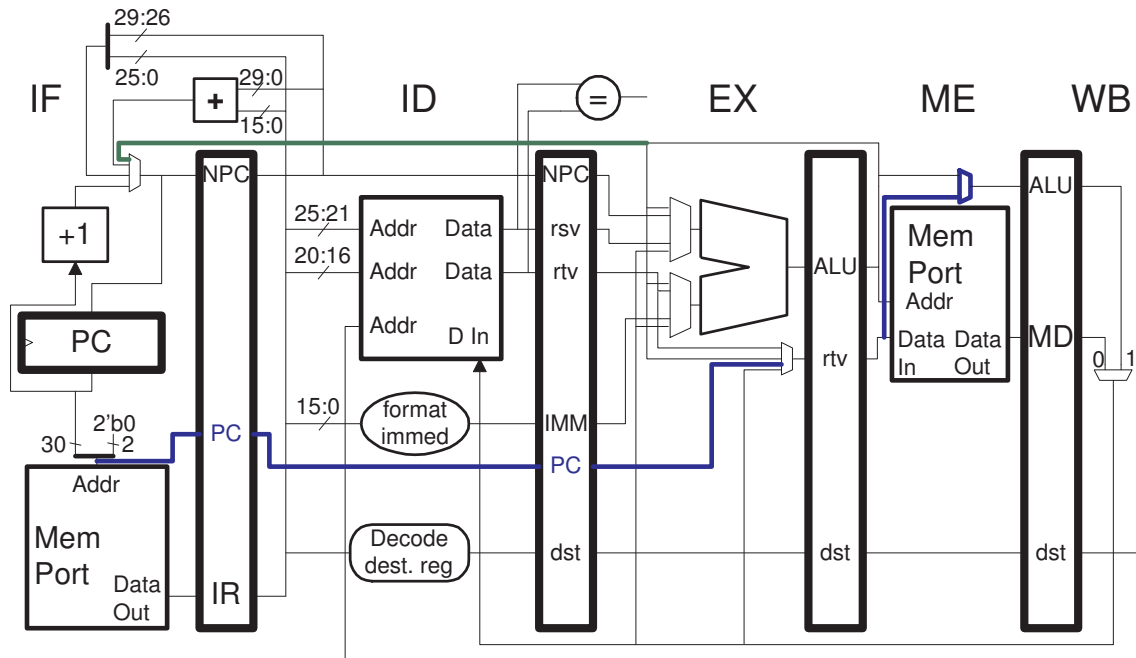 29:26
25:0
IF
+
29:0
15:0
ID
=
EX
ME
WB
NPC
NPC
ALU
+1
25:21
20:16
Addr
Data
Addr
Data
Addr
D In
rsv
rtv
ALU
Mem
Port
Addr
Data
In
Data
Out
MD
0
1
PC
rtv
15:0
format
immed
IMM
30
2'b0
2
PC
PC
Addr
Mem
Port
Data
Out
IR
Decode
dest. reg
dst
dst
dst